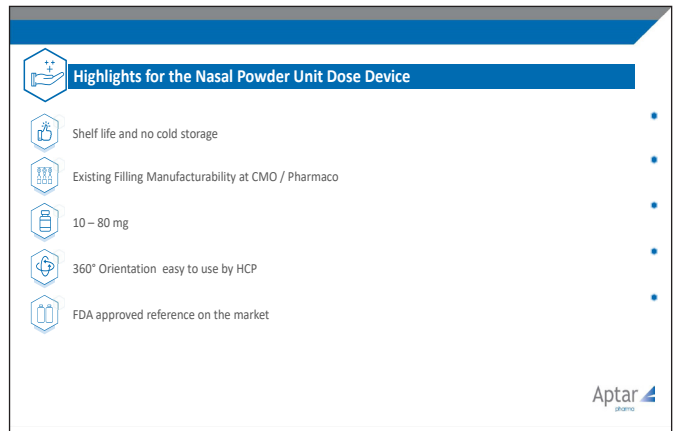 Highlights for the Nasal Powder Unit Dose Device
Shelf life and no cold storage
Existing Filling Manufacturability at CMO / Pharmaco
10 – 80 mg
360° Orientation  easy to use by HCP
FDA approved reference on the market
Aptar
pharma